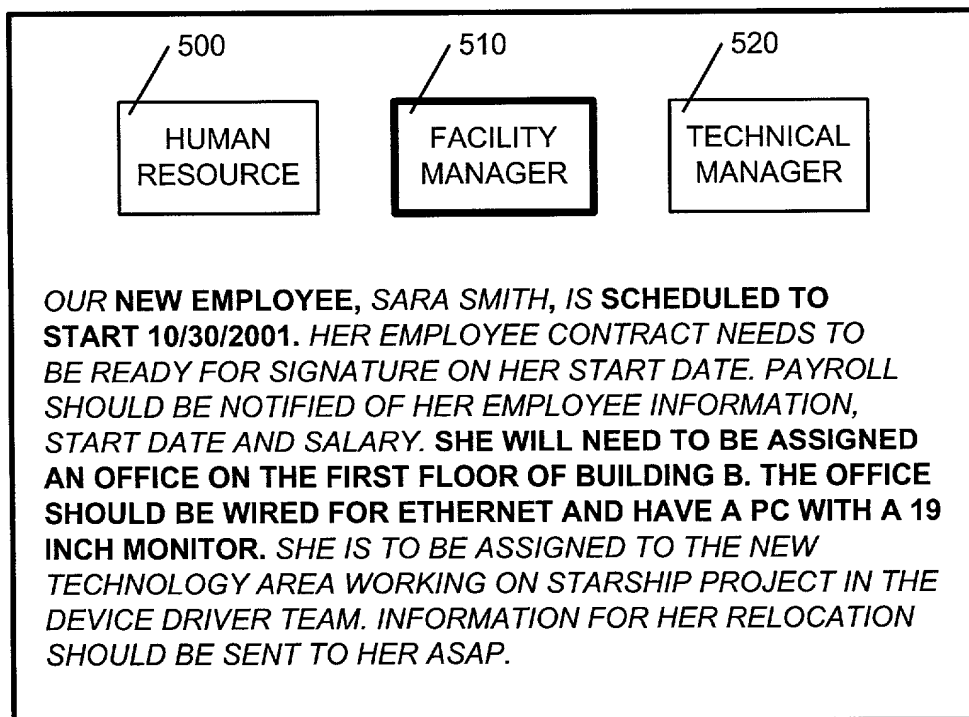 500 510 520
HUMAN FACILITY TECHNICAL
RESOURCE MANAGER MANAGER
OUR NEW EMPLOYEE, SARA SMITH, IS SCHEDULED TO
START 10/30/2001. HER EMPLOYEE CONTRACT NEEDS TO
BE READY FOR SIGNATURE ON HER START DATE. PAYROLL
SHOULD BE NOTIFIED OF HER EMPLOYEE INFORMATION,
START DATE AND SALARY. SHE WILL NEED TO BE ASSIGNED
AN OFFICE ON THE FIRST FLOOR OF BUILDING B. THE OFFICE
SHOULD BE WIRED FOR ETHERNET AND HAVE A PC WITH A 19
INCH MONITOR. SHE IS TO BE ASSIGNED TO THE NEW
TECHNOLOGY AREA WORKING ON STARSHIP PROJECT IN THE
DEVICE DRIVER TEAM. INFORMATION FOR HER RELOCATION
SHOULD BE SENT TO HER ASAP.